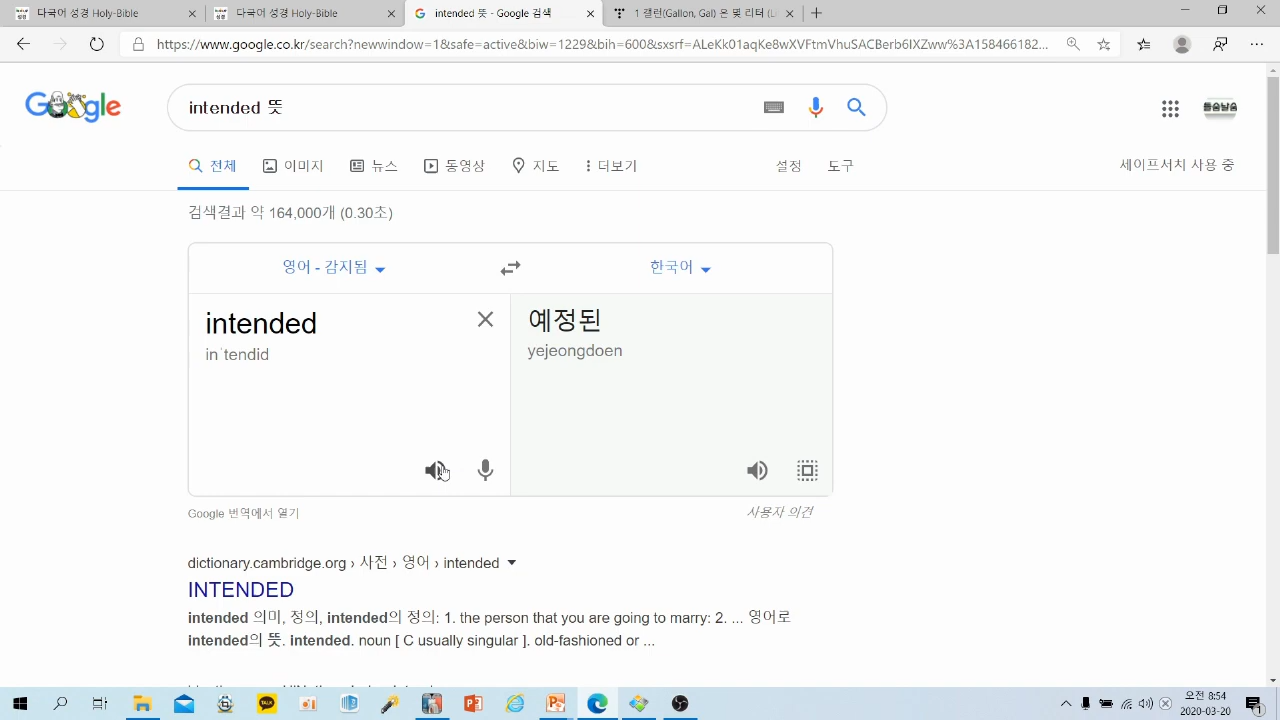 다국어 성경 Holy-Bible
다국어 성경 Holy-Bible
intended 뜻 - Google 검색
1 갤런(Gallon, Gal) 은 몇 리터 (L
https://www.google.co.kr/search?newwindow=1&safe=active&biw=1229&bih=600&sxsrf=ALeKk01aqKe8wXVFtmVhuSACBerb6IXZww%3A158466182...
Google
intended 뜻
전체 이미지 뉴스 동영상 지도 더보기 설정 도구
세이프서치 사용 중
검색결과 약 164,000개 (0.30초)
영어 - 감지됨 한국어
intended 예정된
inˈtendid yejeongdoen
Google 번역에서 열기 사용자 의견
dictionary.cambridge.org › 사전 › 영어 › intended
INTENDED
intended 의미, 정의, intended의 정의: 1. the person that you are going to marry: 2. ... 영어로
intended의 뜻. intended. noun [ C usually singular ]. old-fashioned or ...
TALK
오전 8:54
2020-03-20
1